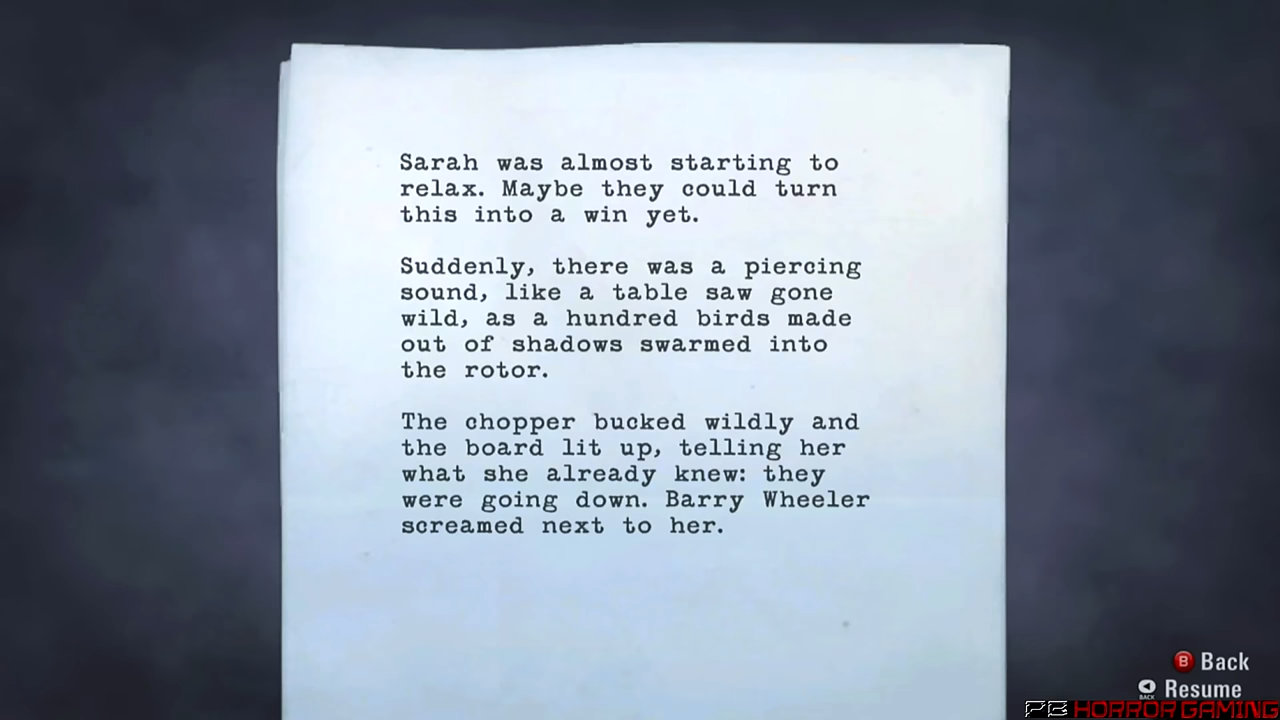 Sarah was almost starting to
relax. Maybe they could turn
this into a win yet.
Suddenly, there was a piercing
sound, like a table saw gone
wild, as a hundred birds made
out of shadows swarmed into
the rotor.
The chopper bucked wildly and
the board lit up, telling her
what she already knew: they
were going down. Barry Wheeler
screamed next to her.
B Back
BACK Resume
HORROR GAMING